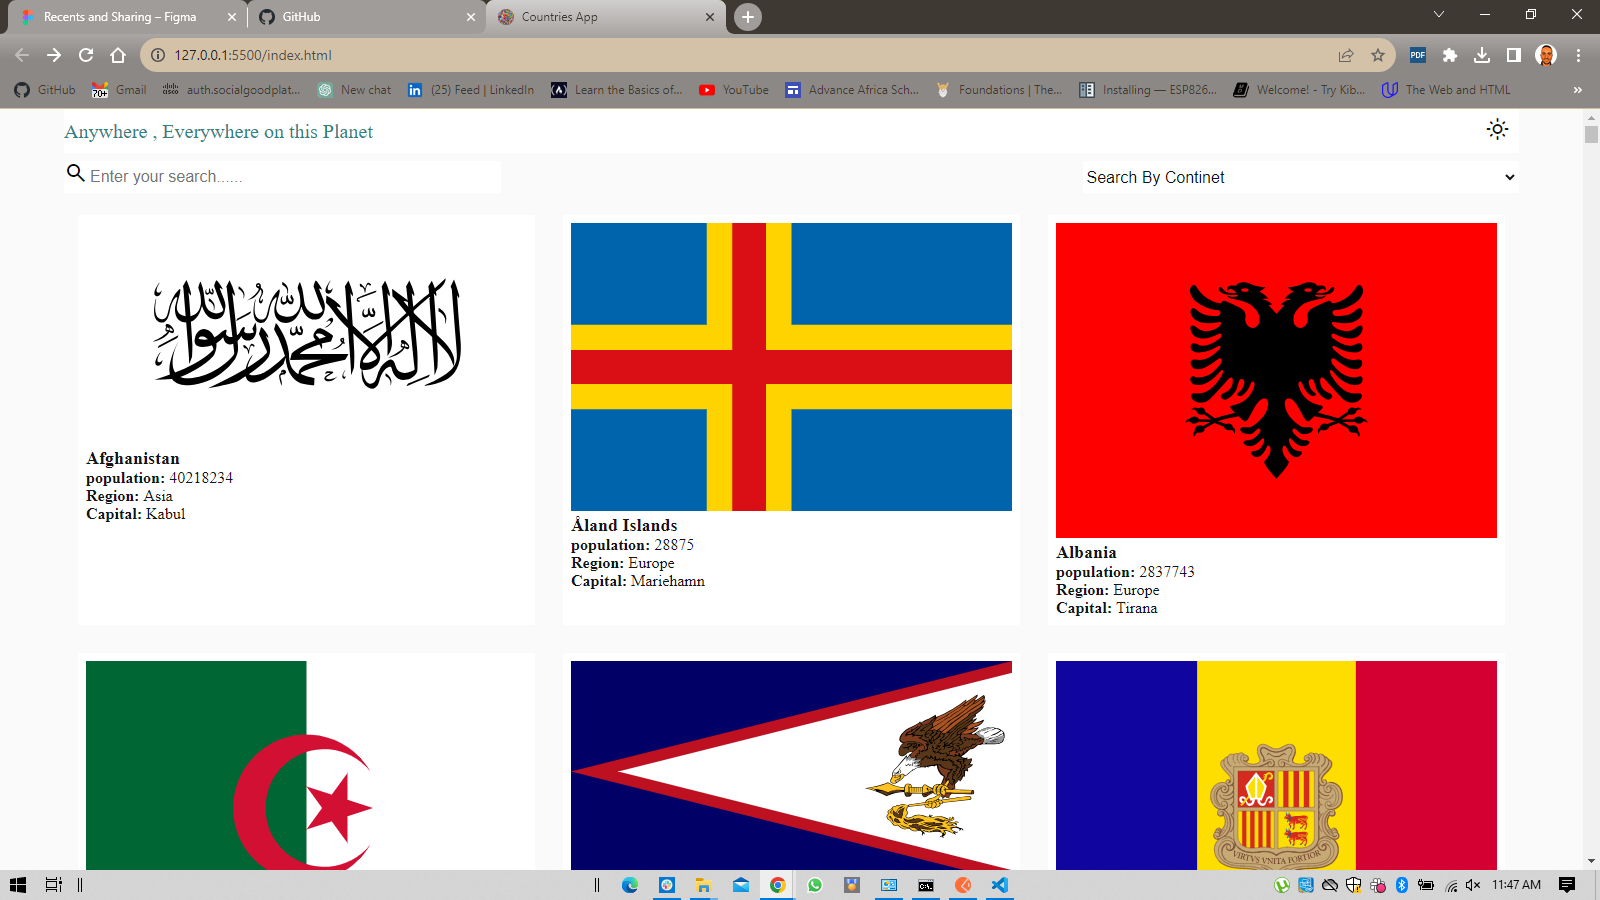 Recents and Sharing – Figma
GitHub
Countries App
127.0.0.1:5500/index.html
PDF
GitHub
70+
Gmail
auth.socialgoodplat...
New chat
(25) Feed | LinkedIn
Learn the Basics of...
YouTube
Advance Africa Sch...
Foundations | The...
Installing — ESP826...
Welcome! - Try Kib...
The Web and HTML
»
Anywhere , Everywhere on this Planet
Enter your search......
Search By Continet
لا إله إلا الله محمد رسول الله
Afghanistan
population: 40218234
Region: Asia
Capital: Kabul
Åland Islands
population: 28875
Region: Europe
Capital: Mariehamn
Albania
population: 2837743
Region: Europe
Capital: Tirana
VIRTVS VNITA FORTIOR
11:47 AM